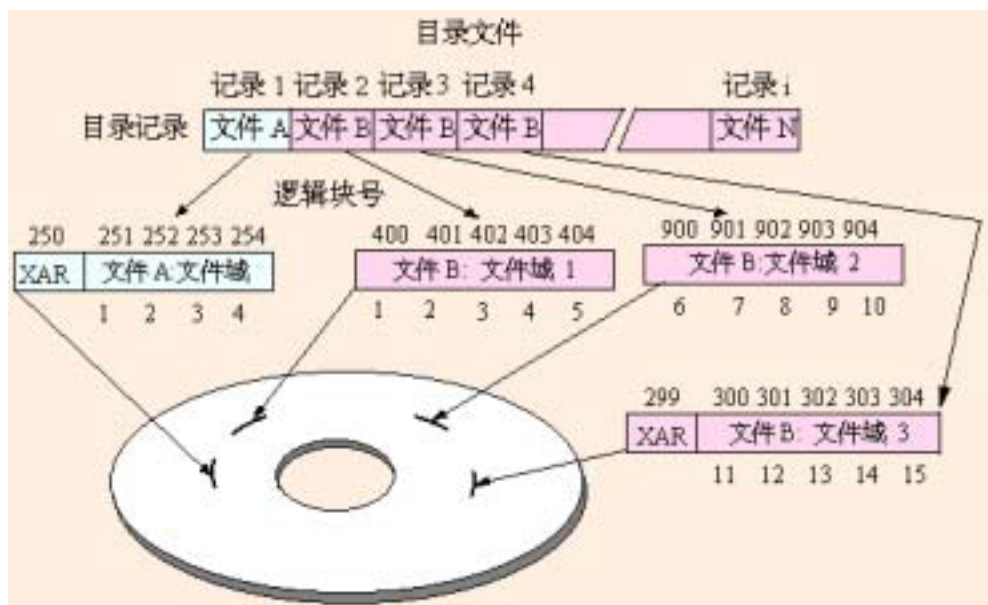 目录文件
记录 1 记录 2 记录 3 记录 4 记录 i
目录记录 文件 A 文件 B 文件 B 文件 B 文件 N
逻辑块号
250 251 252 253 254
XAR 文件 A:文件域
1 2 3 4
400 401 402 403 404
文件 B: 文件域 1
1 2 3 4 5
900 901 902 903 904
文件 B:文件域 2
6 7 8 9 10
299 300 301 302 303 304
XAR 文件 B: 文件域 3
11 12 13 14 15